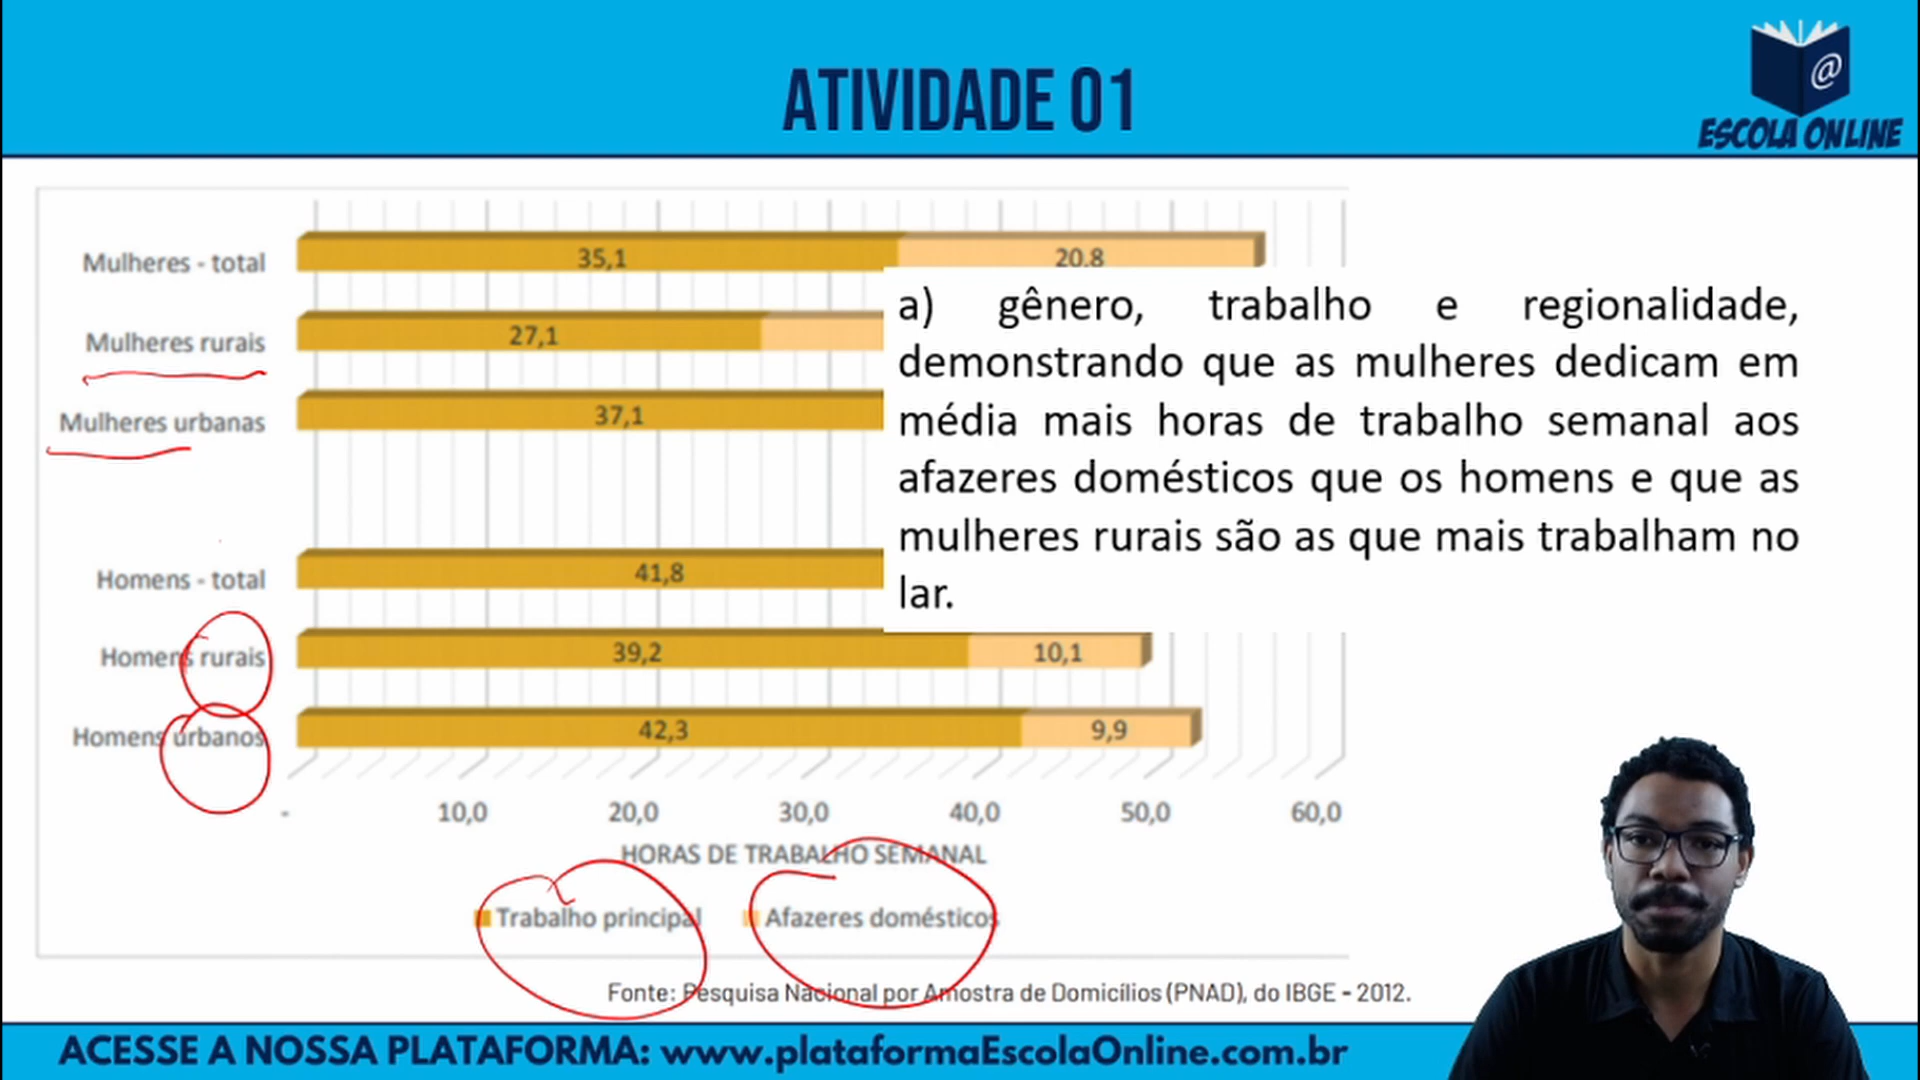 ATIVIDADE 01
@
ESCOLA ONLINE
Mulheres - total
35,1
20,8
Mulheres rurais
27,1
Mulheres urbanas
37,1
a) gênero, trabalho e regionalidade,
demonstrando que as mulheres dedicam em
média mais horas de trabalho semanal aos
afazeres domésticos que os homens e que as
mulheres rurais são as que mais trabalham no
lar.
Homens - total
41,8
Homens rurais
39,2
10,1
Homens urbanos
42,3
9,9
- 10,0 20,0 30,0 40,0 50,0 60,0
HORAS DE TRABALHO SEMANAL
Trabalho principal Afazeres domésticos
Fonte: Pesquisa Nacional por Amostra de Domicílios (PNAD), do IBGE - 2012.
ACESSE A NOSSA PLATAFORMA: www.plataformaEscolaOnline.com.br